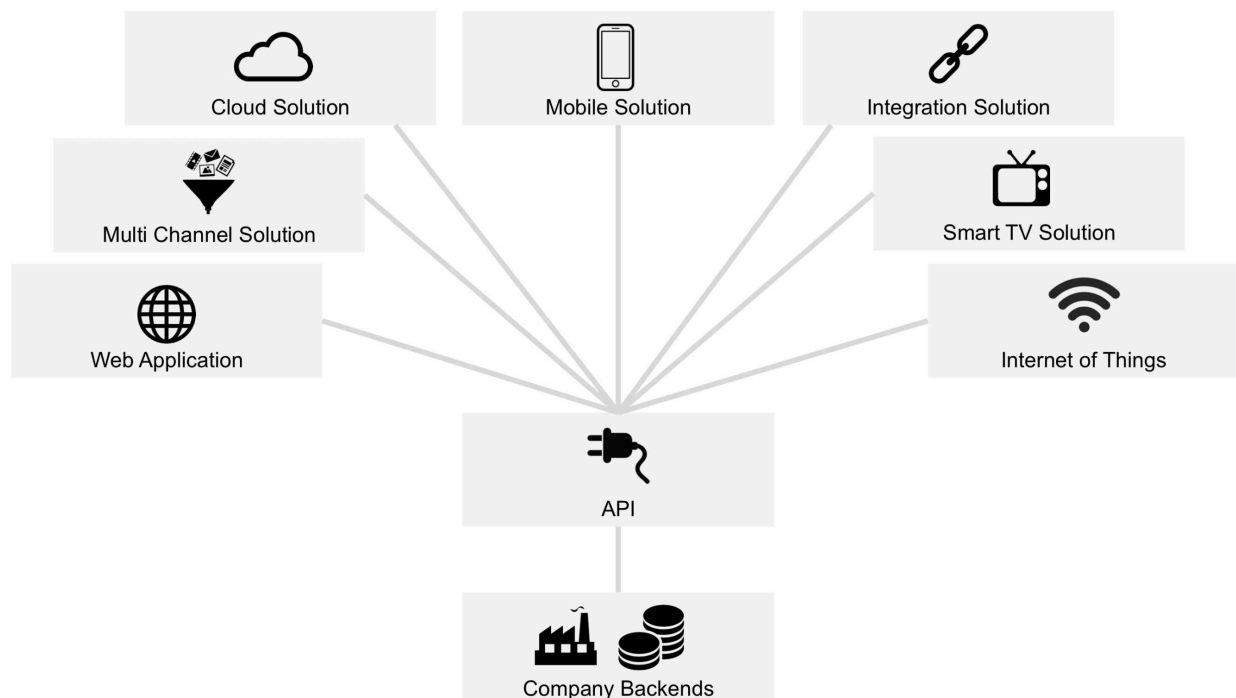 Cloud Solution
Mobile Solution
Integration Solution
Multi Channel Solution
Smart TV Solution
Web Application
Internet of Things
API
Company Backends